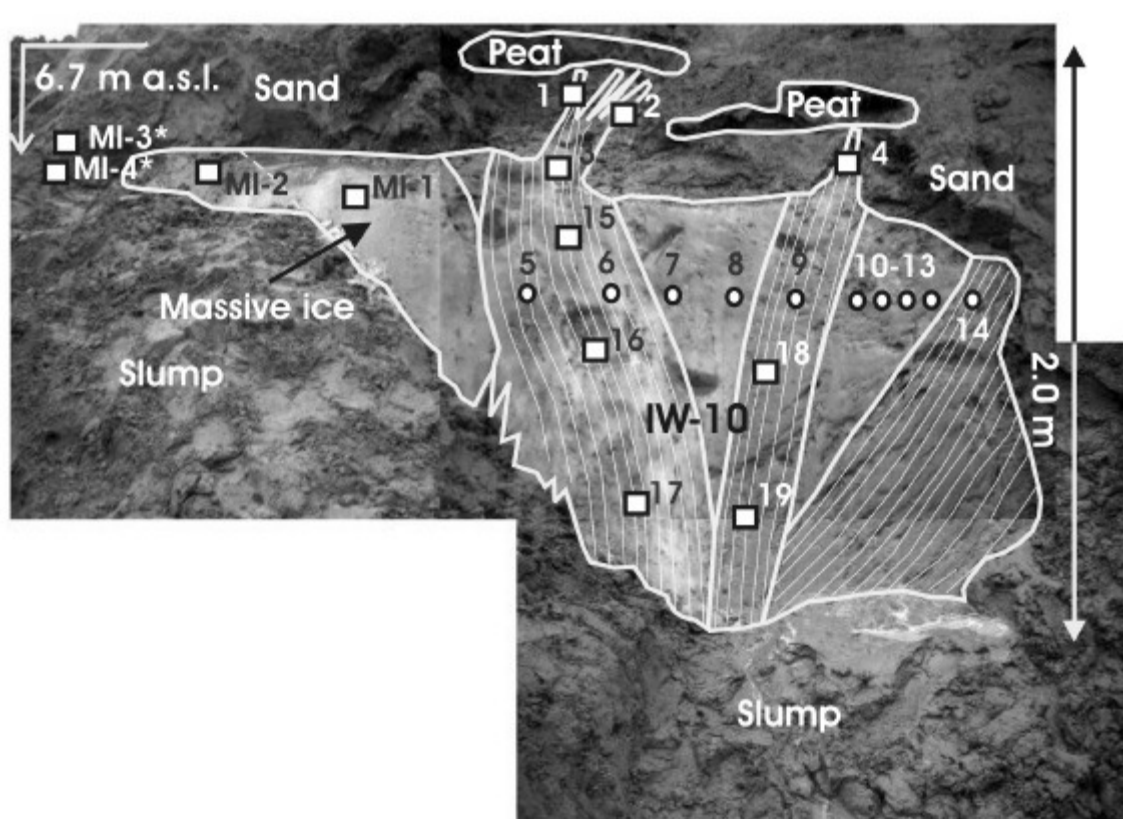 Peat
6.7 m a.s.l.
Sand
1
2
Peat
MI-3*
MI-4*
MI-2
MI-1
3
4
Sand
15
5
6
7
8
9
10-13
14
Massive ice
16
18
Slump
2.0 m
IW-10
17
19
Slump